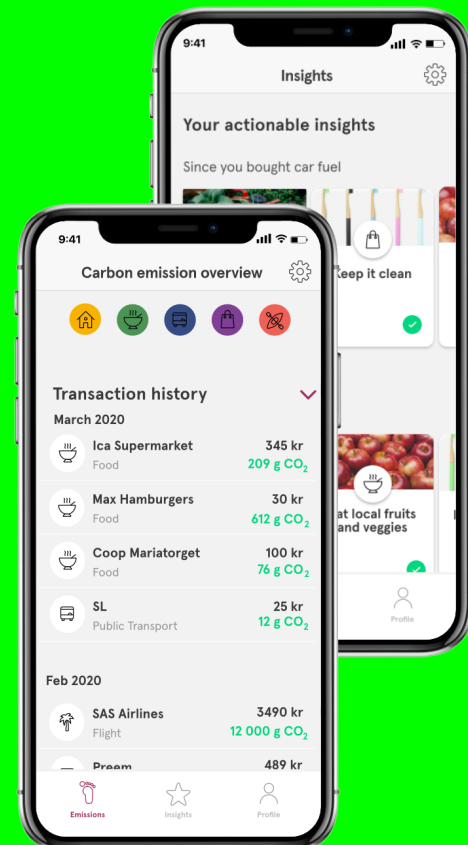 9:41
Insights
Your actionable insights
Since you bought car fuel
Keep it clean
at local fruits
and veggies
Profile
9:41
Carbon emission overview
Transaction history
March 2020
Ica Supermarket 345 kr
Food 209 g CO₂
Max Hamburgers 30 kr
Food 612 g CO₂
Coop Mariatorget 100 kr
Food 76 g CO₂
SL 25 kr
Public Transport 12 g CO₂
Feb 2020
SAS Airlines 3490 kr
Flight 12 000 g CO₂
Preem 489 kr
Emissions Insights Profile